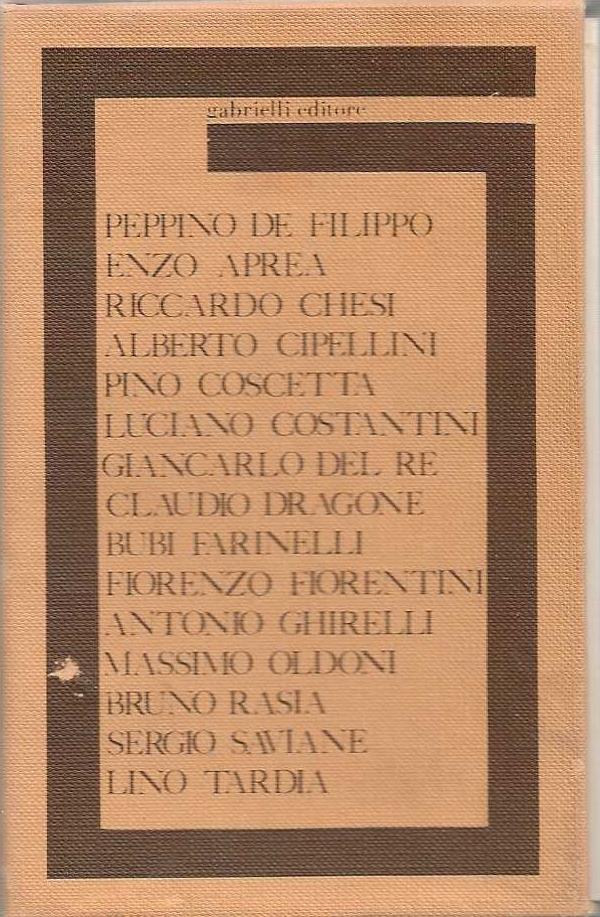 gabrielli editore
PEPPINO DE FILIPPO
ENZO APREA
RICCARDO CHESI
ALBERTO CIPELLINI
PINO COSCETTA
LUCIANO COSTANTINI
GIANCARLO DEL RE
CLAUDIO DRAGONE
BUBI FARINELLI
FIORENZO FIORENTINI
ANTONIO GHIRELLI
MASSIMO OLDONI
BRUNO RASIA
SERGIO SAVIANE
LINO TARDIA